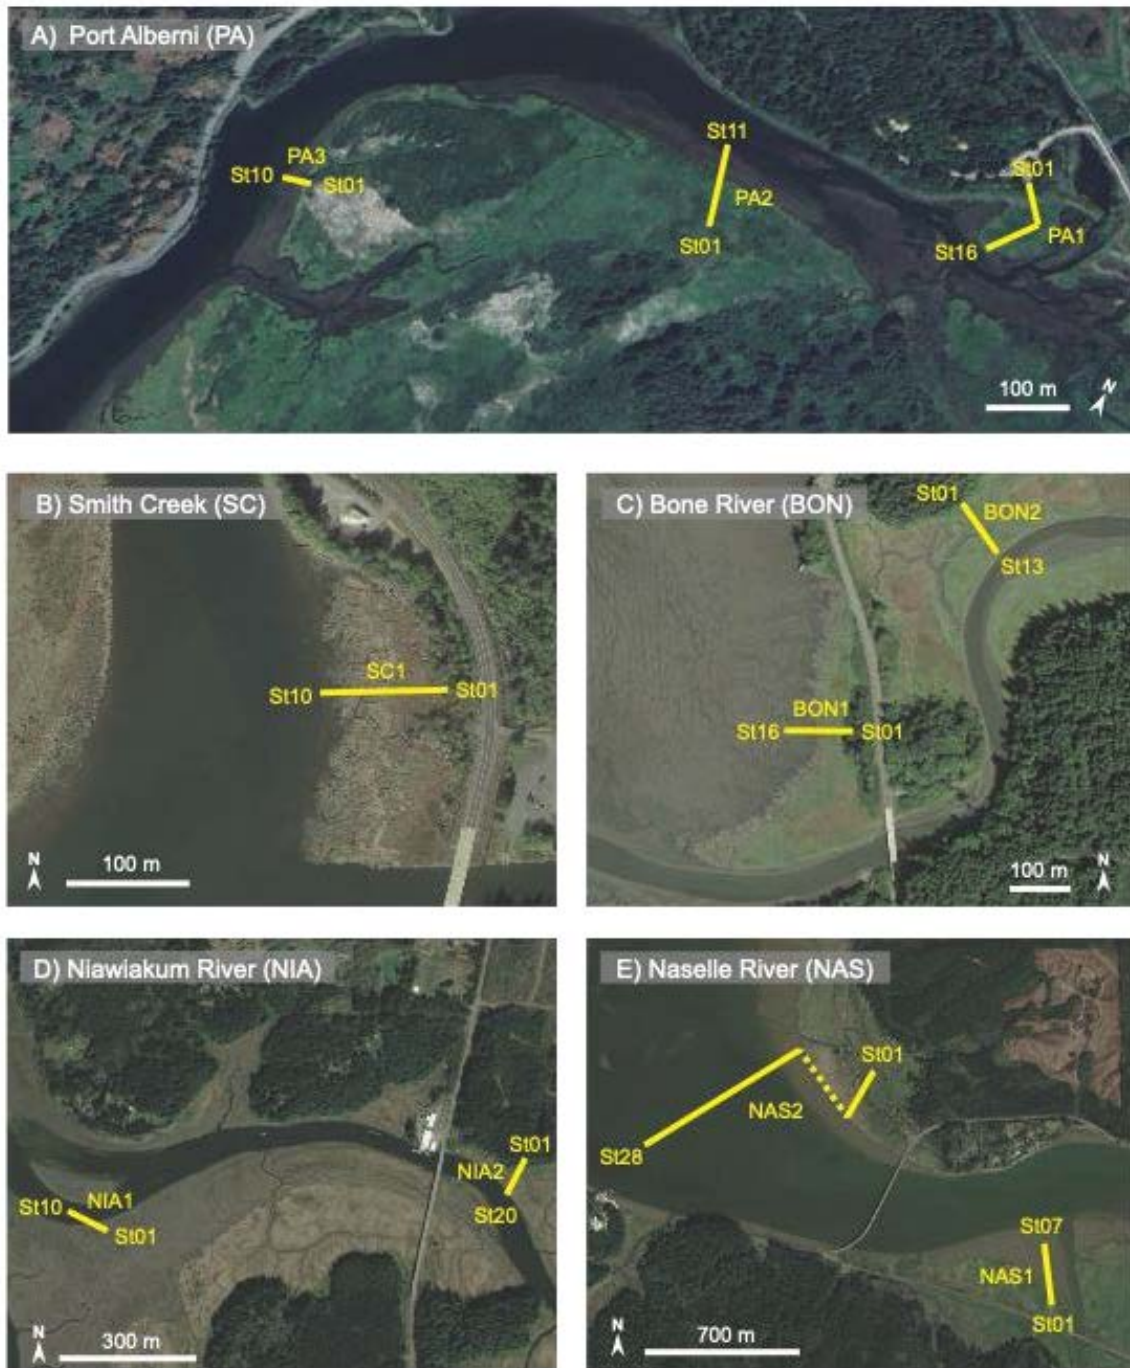 A) Port Alberni (PA)
St11
PA3
St10
St01
St01
PA2
PA1
St01
St16
100 m
N
B) Smith Creek (SC)
SC1
St10
St01
N
100 m
C) Bone River (BON)
St01
BON2
St13
BON1
St16
St01
100 m
N
D) Niawiakum River (NIA)
St01
NIA2
St10
NIA1
St20
St01
N
300 m
E) Naselle River (NAS)
St01
NAS2
St28
St07
NAS1
St01
N
700 m